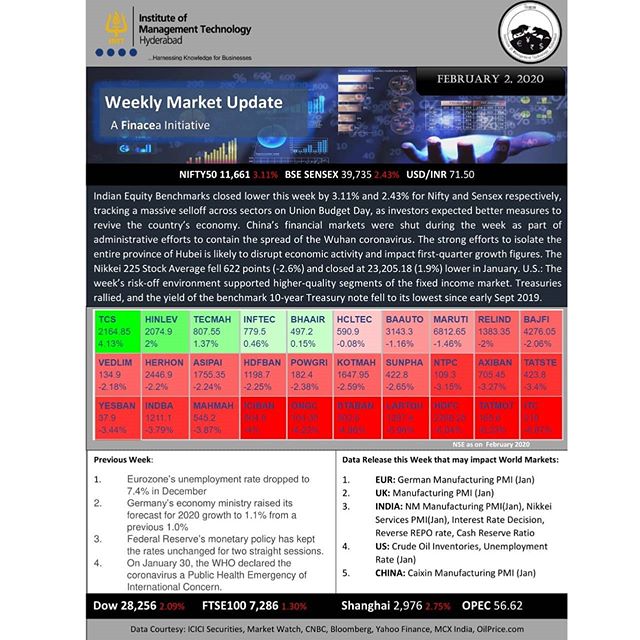 Institute of
Management Technology
Hyderabad
...Harnessing Knowledge for Businesses
FEBRUARY 2, 2020
Weekly Market Update
A Finacea Initiative
NIFTY50 11,661 3.11% BSE SENSEX 39,735 2.43% USD/INR 71.50
Indian Equity Benchmarks closed lower this week by 3.11% and 2.43% for Nifty and Sensex respectively,
tracking a massive selloff across sectors on Union Budget Day, as investors expected better measures to
revive the country's economy. China's financial markets were shut during the week as part of
administrative efforts to contain the spread of the Wuhan coronavirus. The strong efforts to isolate the
entire province of Hubei is likely to disrupt economic activity and impact first-quarter growth figures. The
Nikkei 225 Stock Average fell 622 points (-2.6%) and closed at 23,205.18 (1.9%) lower in January. U.S.: The
week's risk-off environment supported higher-quality segments of the fixed income market. Treasuries
rallied, and the yield of the benchmark 10-year Treasury note fell to its lowest since early Sept 2019.
TCS HINLEV TECMAH INFTEC BHAAIR HCLTEC BAAUTO MARUTI RELIND BAJFI
2164.85 2074.9 807.55 779.5 497.2 590.9 3143.3 6812.65 1383.35 4276.05
4.13% 2% 1.37% 0.46% 0.15% -0.08% -1.16% -1.46% -2% -2.06%
VEDLIM HERHON ASIPAI HDFBAN POWGRI KOTMAH SUNPHA NTPC AXIBAN TATSTE
134.9 2446.9 1755.35 1198.7 182.4 1647.95 422.8 109.3 705.45 423.8
-2.18% -2.2% -2.24% -2.25% -2.38% -2.59% -2.65% -3.15% -3.27% -3.4%
YESBAN INDBA MAHMAH ICIBAN ONGC STABAN LARTOU HDFC TATMOT ITC
37.9 1211.1 545.2
-3.44% -3.79% -3.87%
NSE as on February 2020
Previous Week:
1. Eurozone's unemployment rate dropped to
7.4% in December
2. Germany's economy ministry raised its
forecast for 2020 growth to 1.1% from a
previous 1.0%
3. Federal Reserve's monetary policy has kept
the rates unchanged for two straight sessions.
4. On January 30, the WHO declared the
coronavirus a Public Health Emergency of
International Concern.
Data Release this Week that may impact World Markets:
1. EUR: German Manufacturing PMI (Jan)
2. UK: Manufacturing PMI (Jan)
3. INDIA: NM Manufacturing PMI(Jan), Nikkei
Services PMI(Jan), Interest Rate Decision,
Reverse REPO rate, Cash Reserve Ratio
4. US: Crude Oil Inventories, Unemployment
Rate (Jan)
5. CHINA: Caixin Manufacturing PMI (Jan)
Dow 28,256 2.09% FTSE100 7,286 1.30% Shanghai 2,976 2.75% OPEC 56.62
Data Courtesy: ICICI Securities, Market Watch, CNBC, Bloomberg, Yahoo Finance, MCX India, OilPrice.com